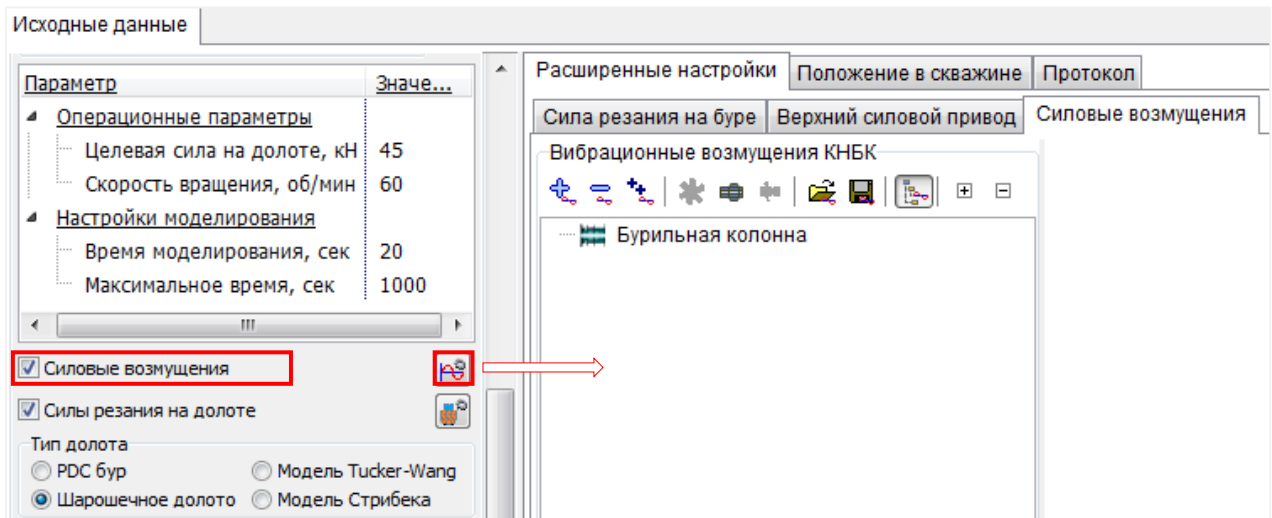 Исходные данные
Параметр Значе...
Операционные параметры
Целевая сила на долоте, кН 45
Скорость вращения, об/мин 60
Настройки моделирования
Время моделирования, сек 20
Максимальное время, сек 1000
Силовые возмущения
Силы резания на долоте
Тип долота
PDC бур Модель Tucker-Wang
Шарошечное долото Модель Стрибека
Расширенные настройки Положение в скважине Протокол
Сила резания на буре Верхний силовой привод Силовые возмущения
Вибрационные возмущения КНБК
Бурильная колонна